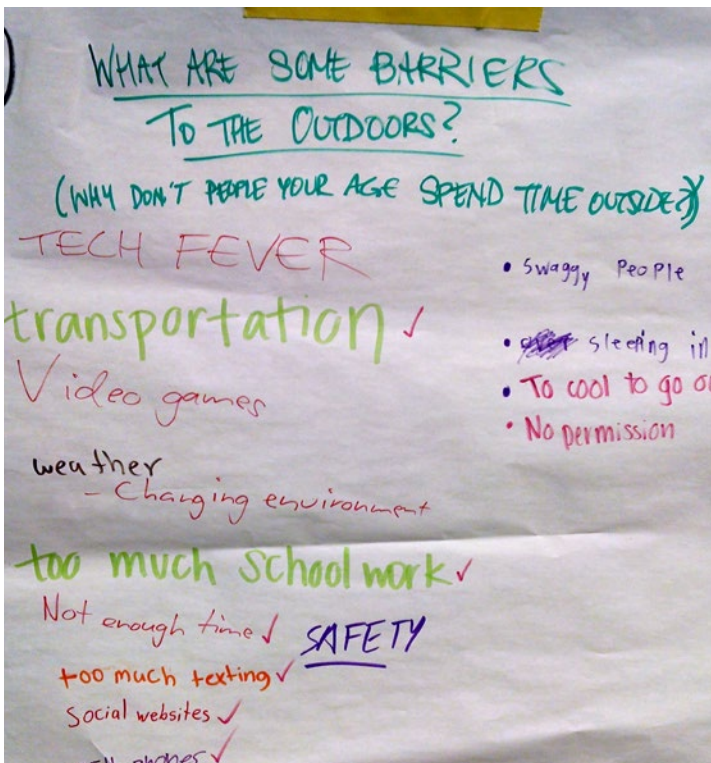 WHAT ARE SOME BARRIERS
TO THE OUTDOORS?
(WHY DON'T PEOPLE YOUR AGE SPEND TIME OUTSIDE?)
TECH FEVER
transportation ✓
Video games
weather
- Changing environment
too much school work ✓
Not enough time ✓
SAFETY
too much texting ✓
Social websites ✓
phones ✓
• Swaggy People
• sleeping in
• To cool to go
• No permission